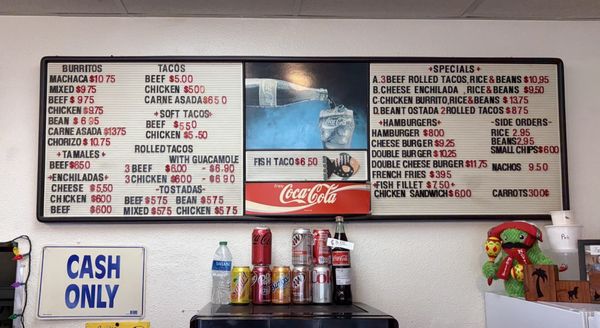 BURRITOS
MACHACA $10.75
MIXED $9.75
BEEF $ 9.75
CHICKEN $9.75
BEAN $ 6.95
CARNE ASADA $13.75
CHORIZO $ 10.75
+TAMALES+
BEEF $6.50
+ENCHILADAS+
CHEESE $5.50
CHICKEN $6.00
BEEF $6.00
TACOS
BEEF $5.00
CHICKEN $5.00
CARNE ASADA $6.50
+SOFT TACOS+
BEEF $5.50
CHICKEN $5.50
ROLLED TACOS
WITH GUACAMOLE
3 BEEF $6.00 - $6.90
3 CHICKEN $6.00 - $6.90
-TOSTADAS-
BEEF $5.75 BEAN $5.75
MIXED $5.75 CHICKEN $5.75
FISH TACO $6.50
Coca-Cola
+SPECIALS+
A.3 BEEF ROLLED TACOS,RICE & BEANS $10.95
B.CHEESE ENCHILADA ,RICE & BEANS $9.50
C-CHICKEN BURRITO,RICE & BEANS $13.75
D.BEANT OSTADA 2 ROLLED TACOS $8.75
+HAMBURGERS+
HAMBURGER $8.00
CHEESE BURGER $9.25
DOUBLE BURGER $10.25
DOUBLE CHEESE BURGER $11.75
FRENCH FRIES $3.95
+FISH FILLET $7.50+
CHICKEN SANDWICH $6.00
-SIDE ORDERS-
RICE 2.95
BEANS 2.95
SMALL CHIPS $6.00
NACHOS 9.50
CARROTS 3.00¢
CASH
ONLY